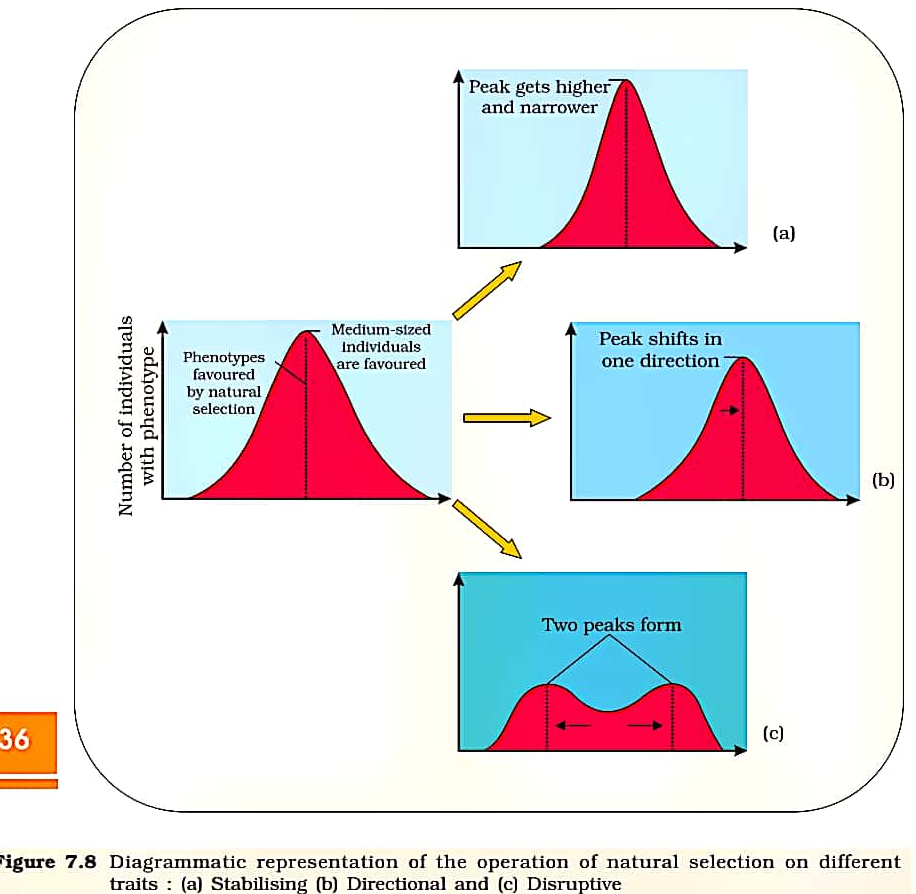 Peak gets higher
and narrower
(a)
Number of individuals
with phenotype
Phenotypes
favoured
by natural
selection
Medium-sized
individuals
are favoured
Peak shifts in
one direction
(b)
Two peaks form
(c)
36
Figure 7.8 Diagrammatic representation of the operation of natural selection on different
traits : (a) Stabilising (b) Directional and (c) Disruptive